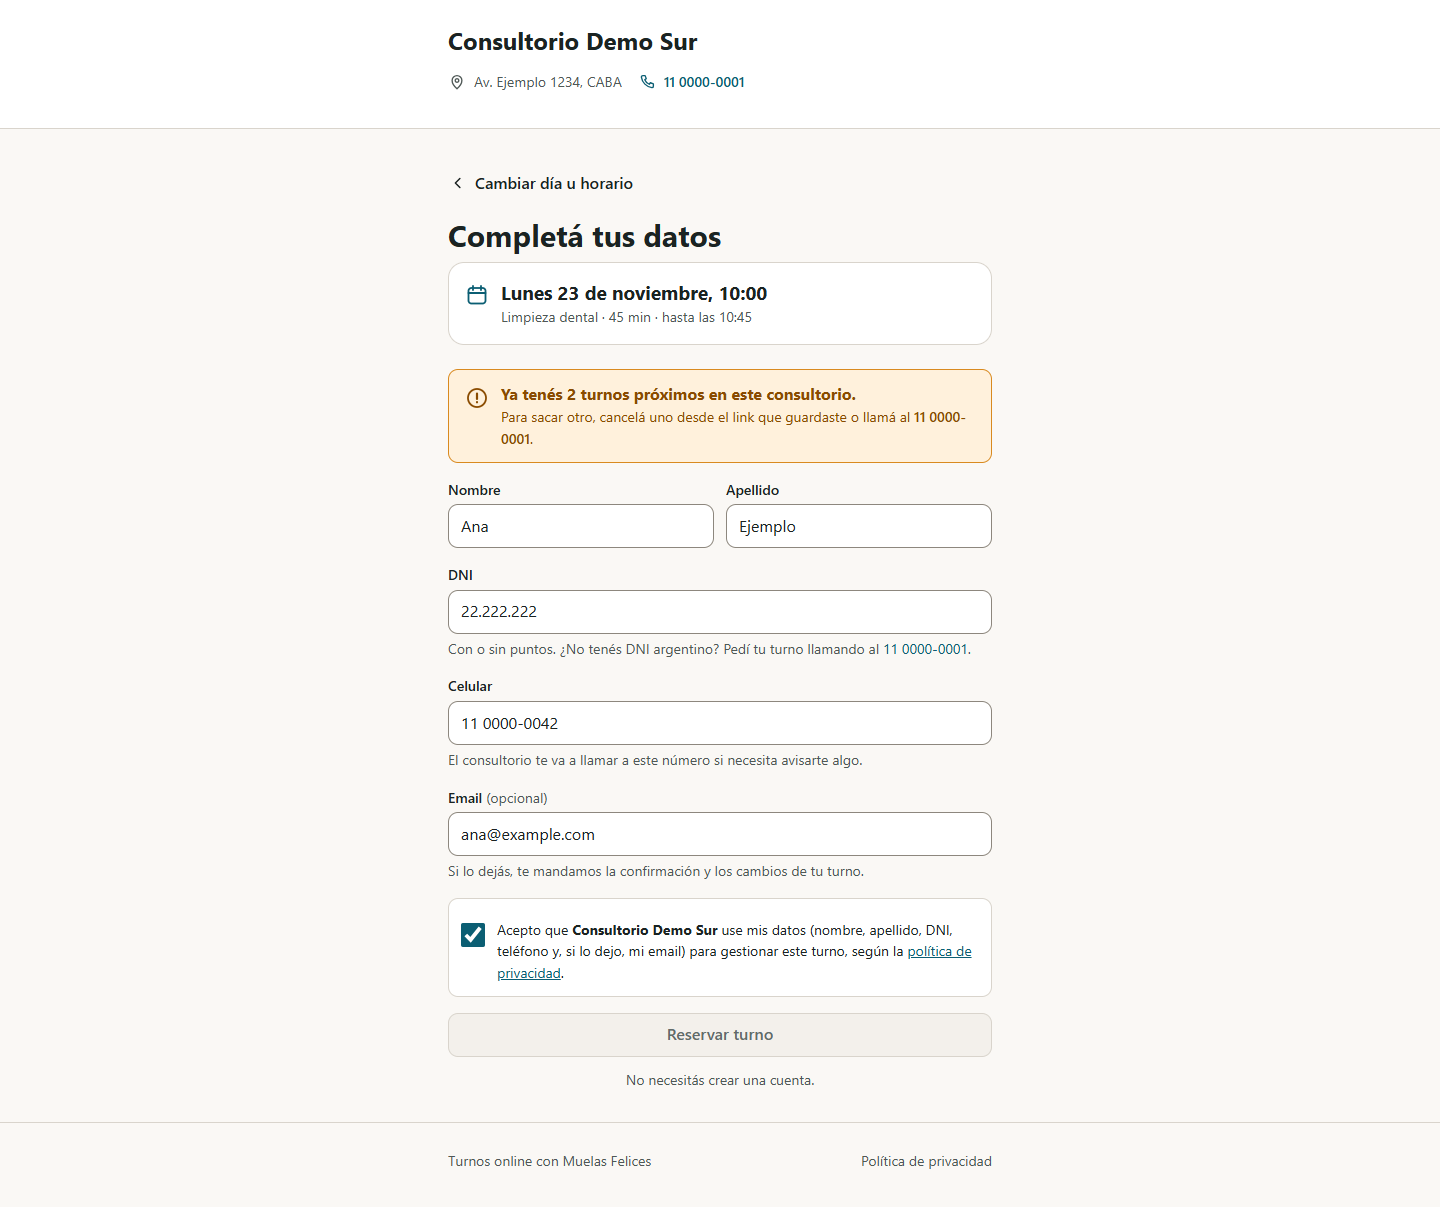 Consultorio Demo Sur
Av. Ejemplo 1234, CABA 11 0000-0001
Cambiar día u horario
Completá tus datos
Lunes 23 de noviembre, 10:00
Limpieza dental · 45 min · hasta las 10:45
Ya tenés 2 turnos próximos en este consultorio.
Para sacar otro, cancelá uno desde el link que guardaste o llamá al 11 0000-
0001.
Nombre Apellido
Ana Ejemplo
DNI
22.222.222
Con o sin puntos. ¿No tenés DNI argentino? Pedí tu turno llamando al 11 0000-0001.
Celular
11 0000-0042
El consultorio te va a llamar a este número si necesita avisarte algo.
Email (opcional)
ana@example.com
Si lo dejás, te mandamos la confirmación y los cambios de tu turno.
Acepto que Consultorio Demo Sur use mis datos (nombre, apellido, DNI,
teléfono y, si lo dejo, mi email) para gestionar este turno, según la política de
privacidad.
Reservar turno
No necesitás crear una cuenta.
Turnos online con Muelas Felices Política de privacidad